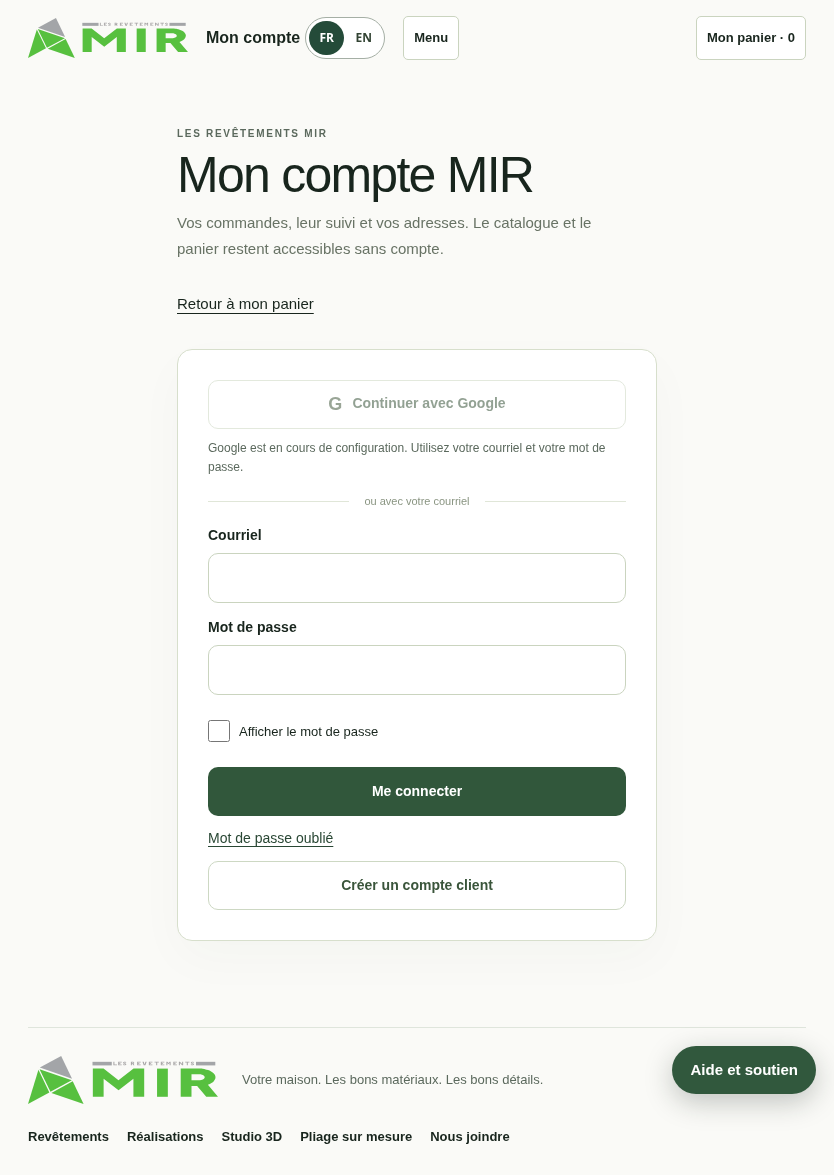 LES REVÊTEMENTS
MIR
Mon compte
FR EN
Menu
Mon panier · 0
LES REVÊTEMENTS MIR
Mon compte MIR
Vos commandes, leur suivi et vos adresses. Le catalogue et le
panier restent accessibles sans compte.
Retour à mon panier
G Continuer avec Google
Google est en cours de configuration. Utilisez votre courriel et votre mot de
passe.
ou avec votre courriel
Courriel
Mot de passe
Afficher le mot de passe
Me connecter
Mot de passe oublié
Créer un compte client
LES REVETEMENTS
MIR
Votre maison. Les bons matériaux. Les bons détails.
Aide et soutien
Revêtements Réalisations Studio 3D Pliage sur mesure Nous joindre